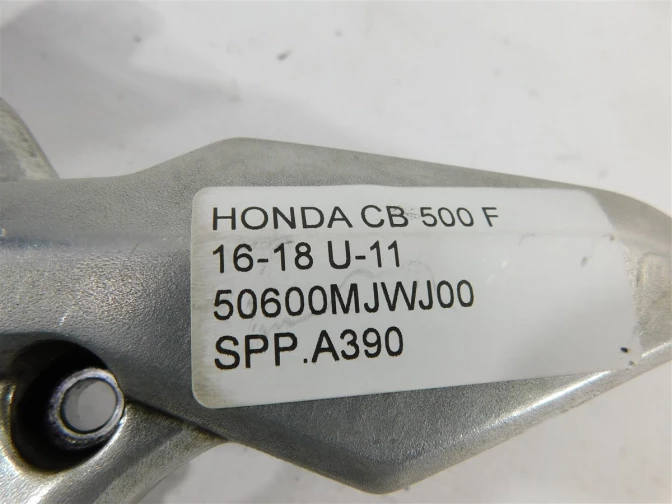 HONDA CB 500 F
16-18 U-11
50600MJWJ00
SPP.A390